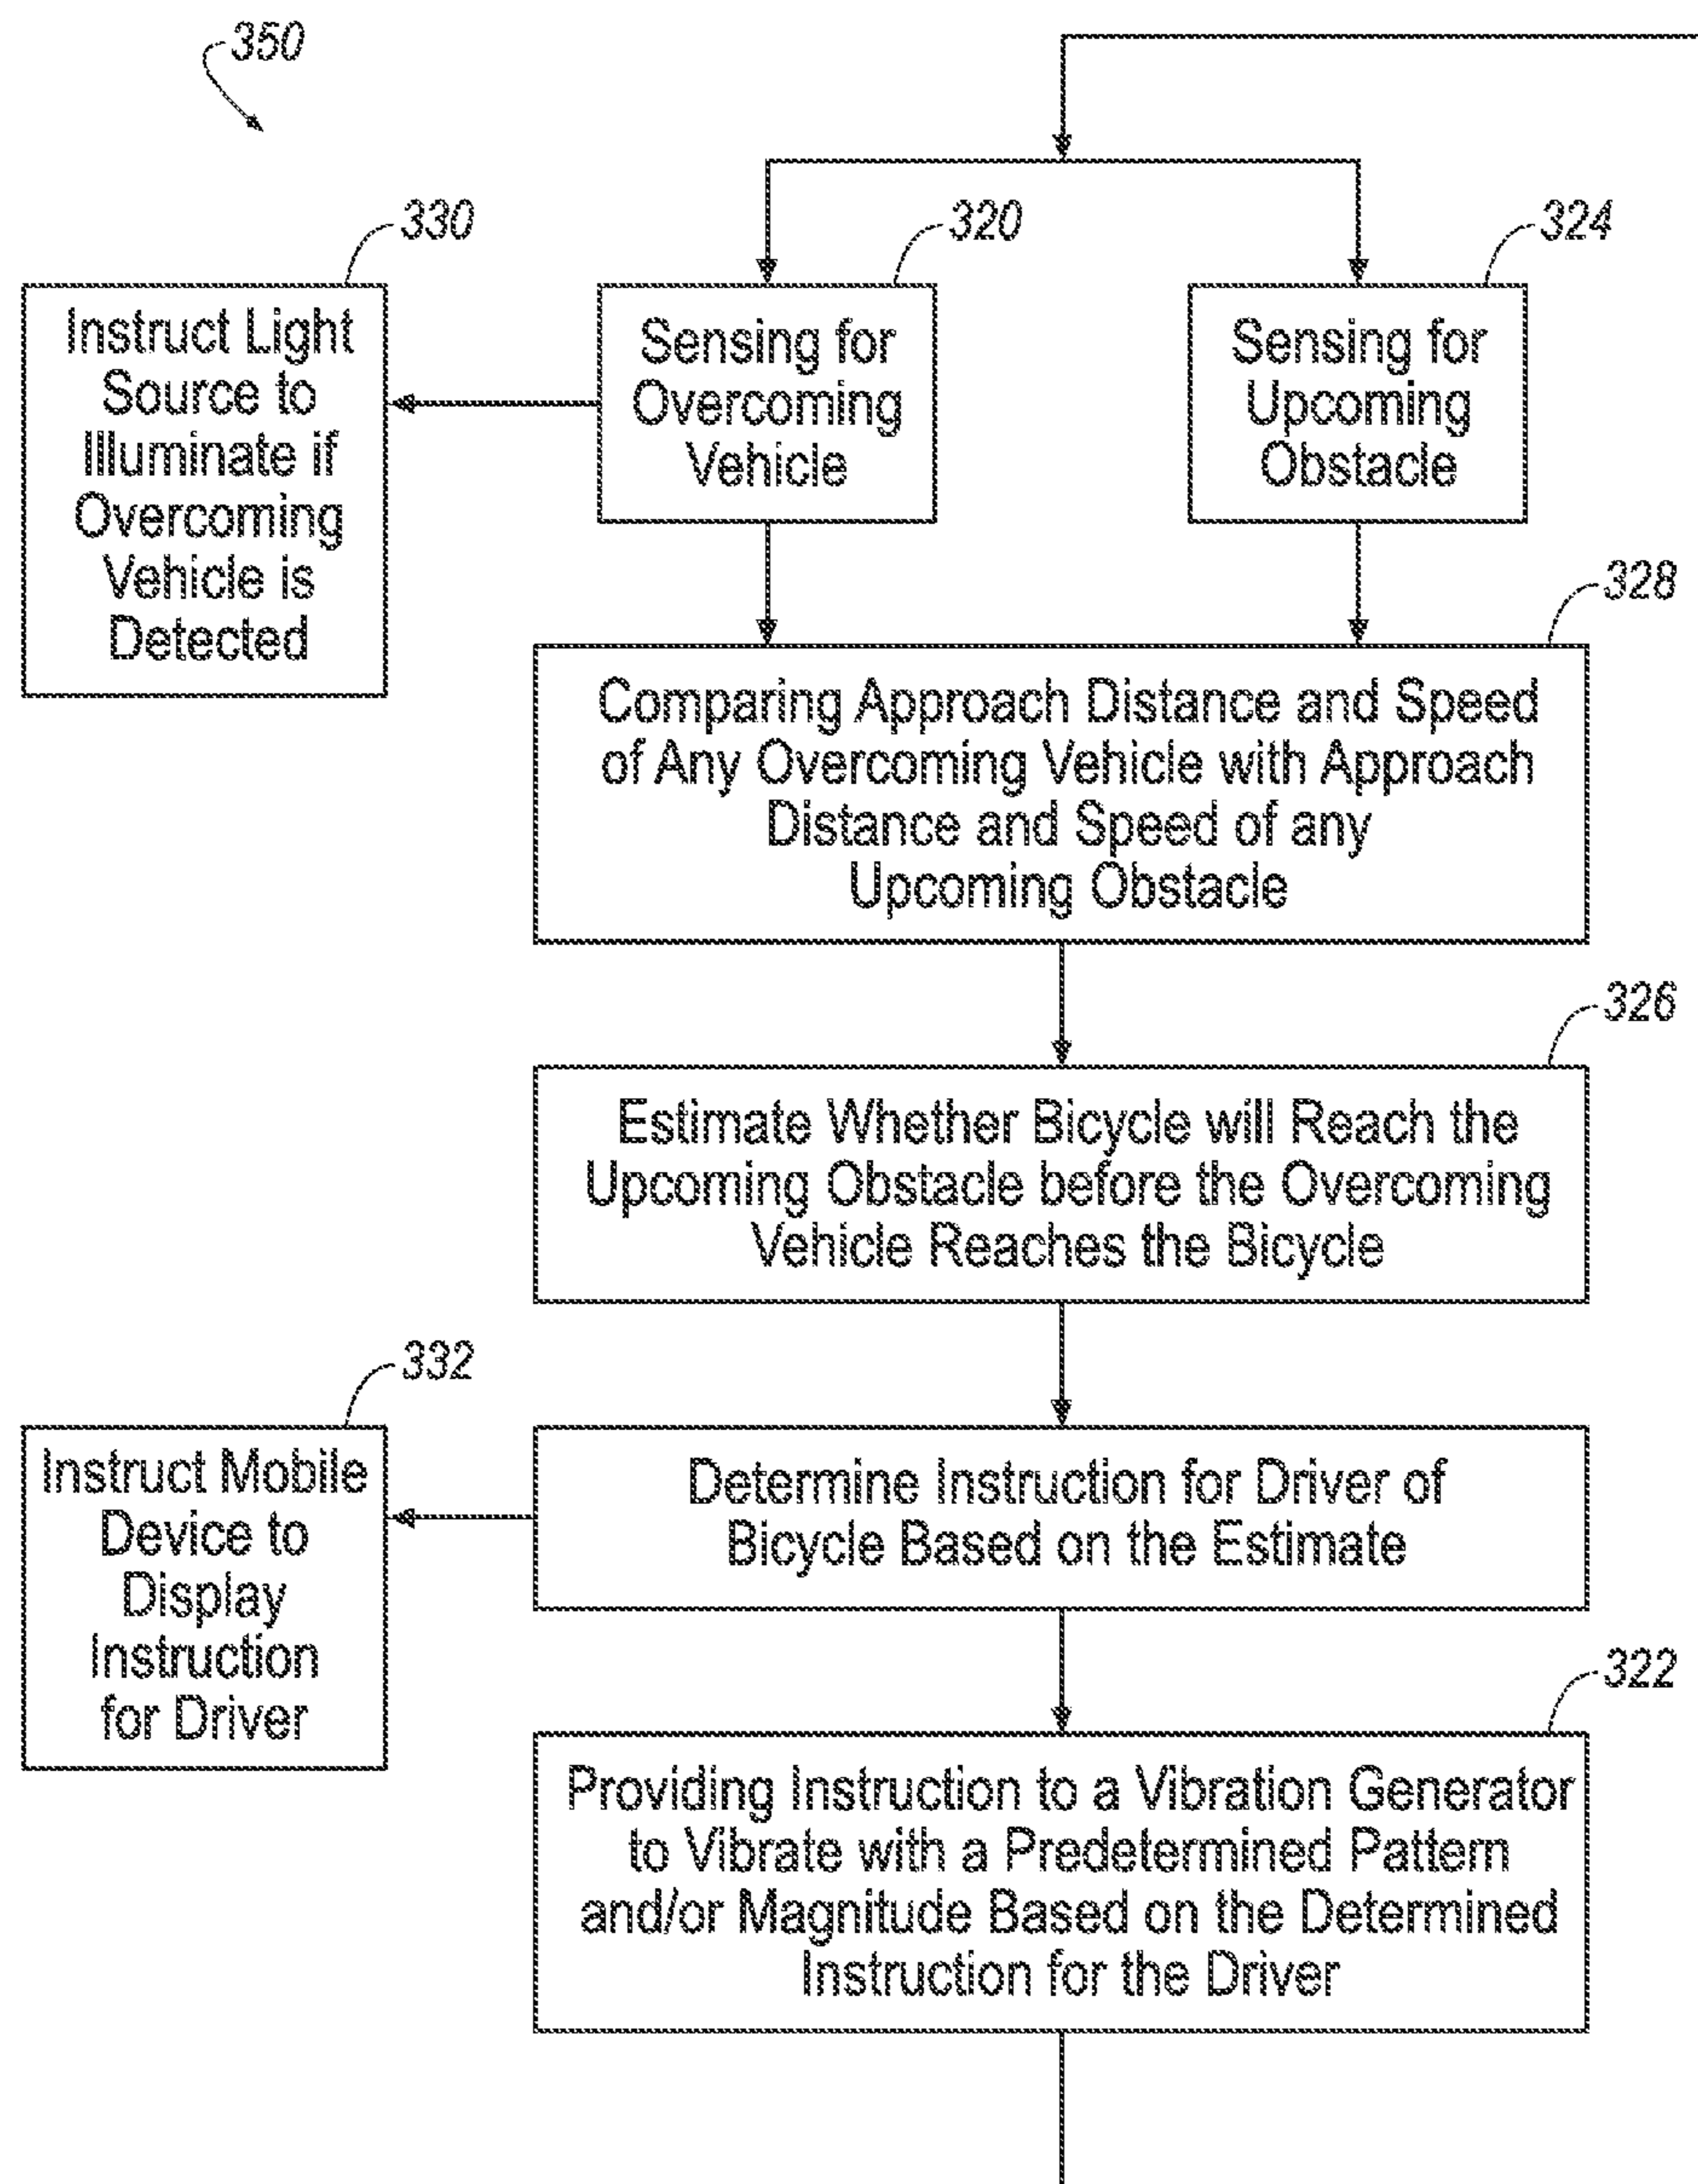 350
330
Instruct Light
Source to
Illuminate if
Overcoming
Vehicle is
Detected
320
Sensing for
Overcoming
Vehicle
324
Sensing for
Upcoming
Obstacle
328
Comparing Approach Distance and Speed
of Any Overcoming Vehicle with Approach
Distance and Speed of any
Upcoming Obstacle
326
Estimate Whether Bicycle will Reach the
Upcoming Obstacle before the Overcoming
Vehicle Reaches the Bicycle
332
Instruct Mobile
Device to
Display
Instruction
for Driver
Determine Instruction for Driver of
Bicycle Based on the Estimate
322
Providing Instruction to a Vibration Generator
to Vibrate with a Predetermined Pattern
and/or Magnitude Based on the Determined
Instruction for the Driver